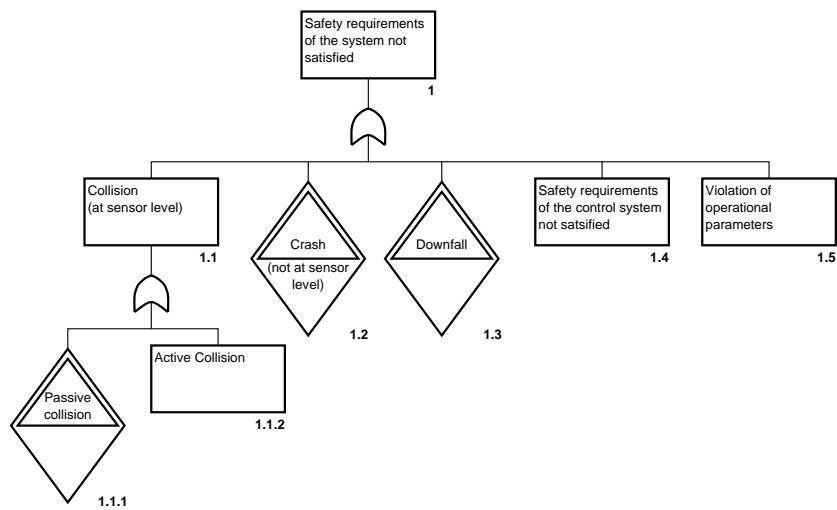 Safety requirements
of the system not
satisfied
1
Collision
(at sensor level)
1.1
Crash
(not at sensor
level)
1.2
Downfall
1.3
Safety requirements
of the control system
not satsified
1.4
Violation of
operational
parameters
1.5
Passive
collision
1.1.1
Active Collision
1.1.2